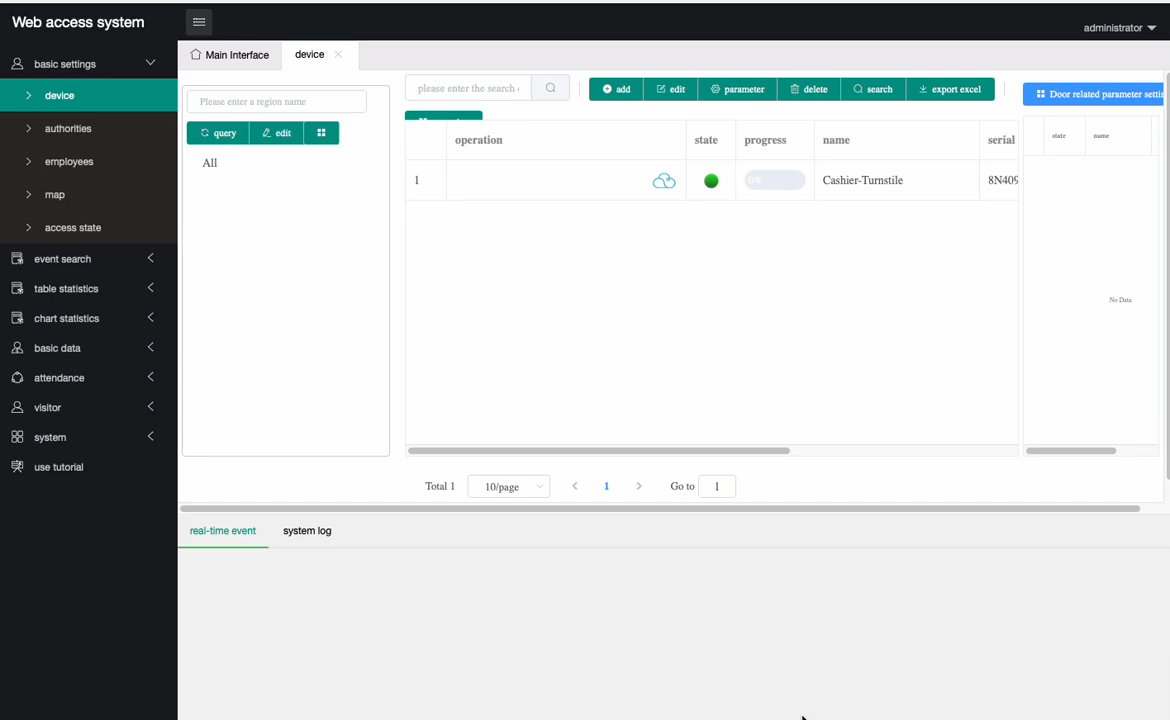 Web access system
administrator
basic settings
Main Interface
device
device
please enter the search
add
edit
parameter
delete
search
export excel
Door related parameter
Please enter a region name
query
edit
authorities
operation
state
progress
name
serial
state
name
All
employees
1
0%
Cashier-Turnstile
8N409
map
access state
event search
table statistics
No Data
chart statistics
basic data
attendance
visitor
system
use tutorial
Total 1
10/page
1
Go to
1
real-time event
system log